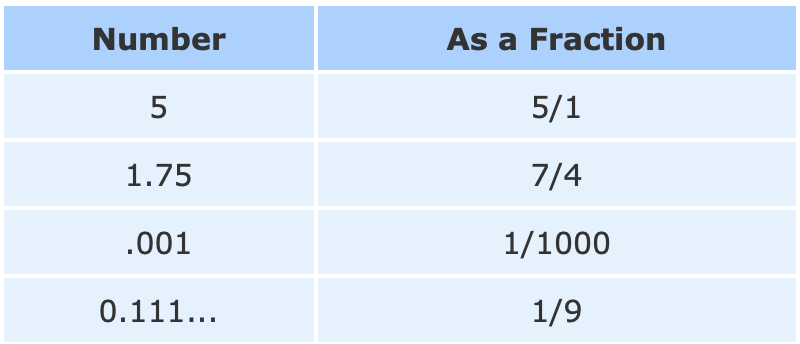 Number As a Fraction
5 5/1
1.75 7/4
.001 1/1000
0.111... 1/9